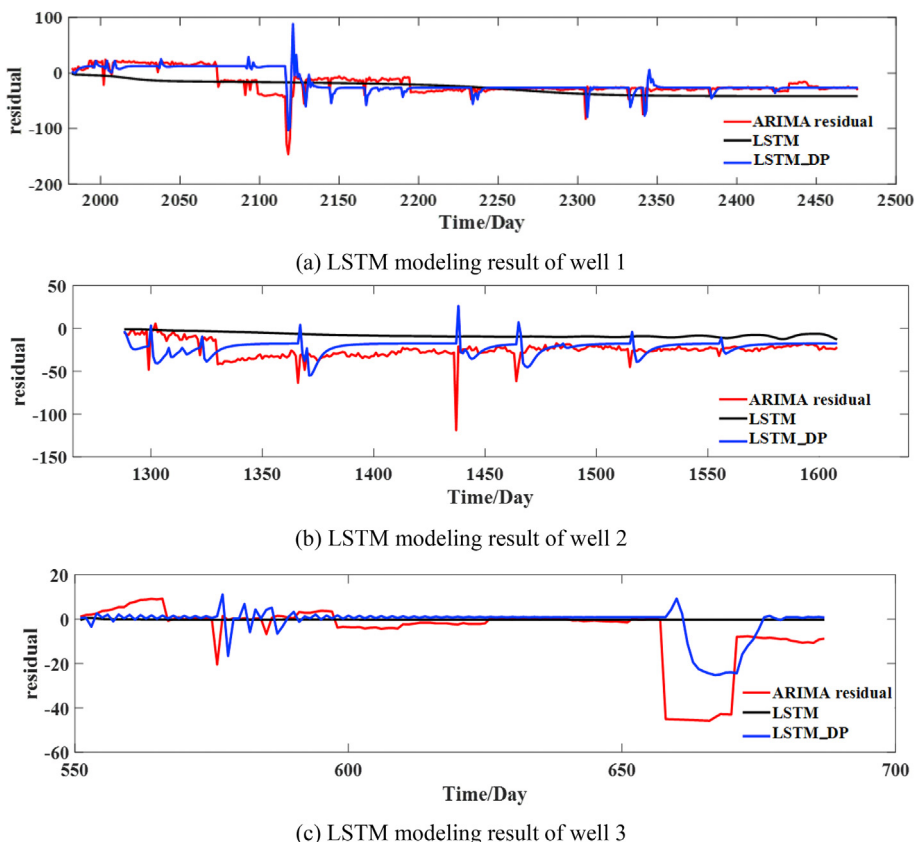 100
0
-100
-200
residual
ARIMA residual
LSTM
LSTM_DP
2000 2050 2100 2150 2200 2250 2300 2350 2400 2450 2500
Time/Day
(a) LSTM modeling result of well 1
50
0
-50
-100
-150
residual
ARIMA residual
LSTM
LSTM_DP
1300 1350 1400 1450 1500 1550 1600
Time/Day
(b) LSTM modeling result of well 2
20
0
-20
-40
-60
residual
ARIMA residual
LSTM
LSTM_DP
550 600 650 700
Time/Day
(c) LSTM modeling result of well 3